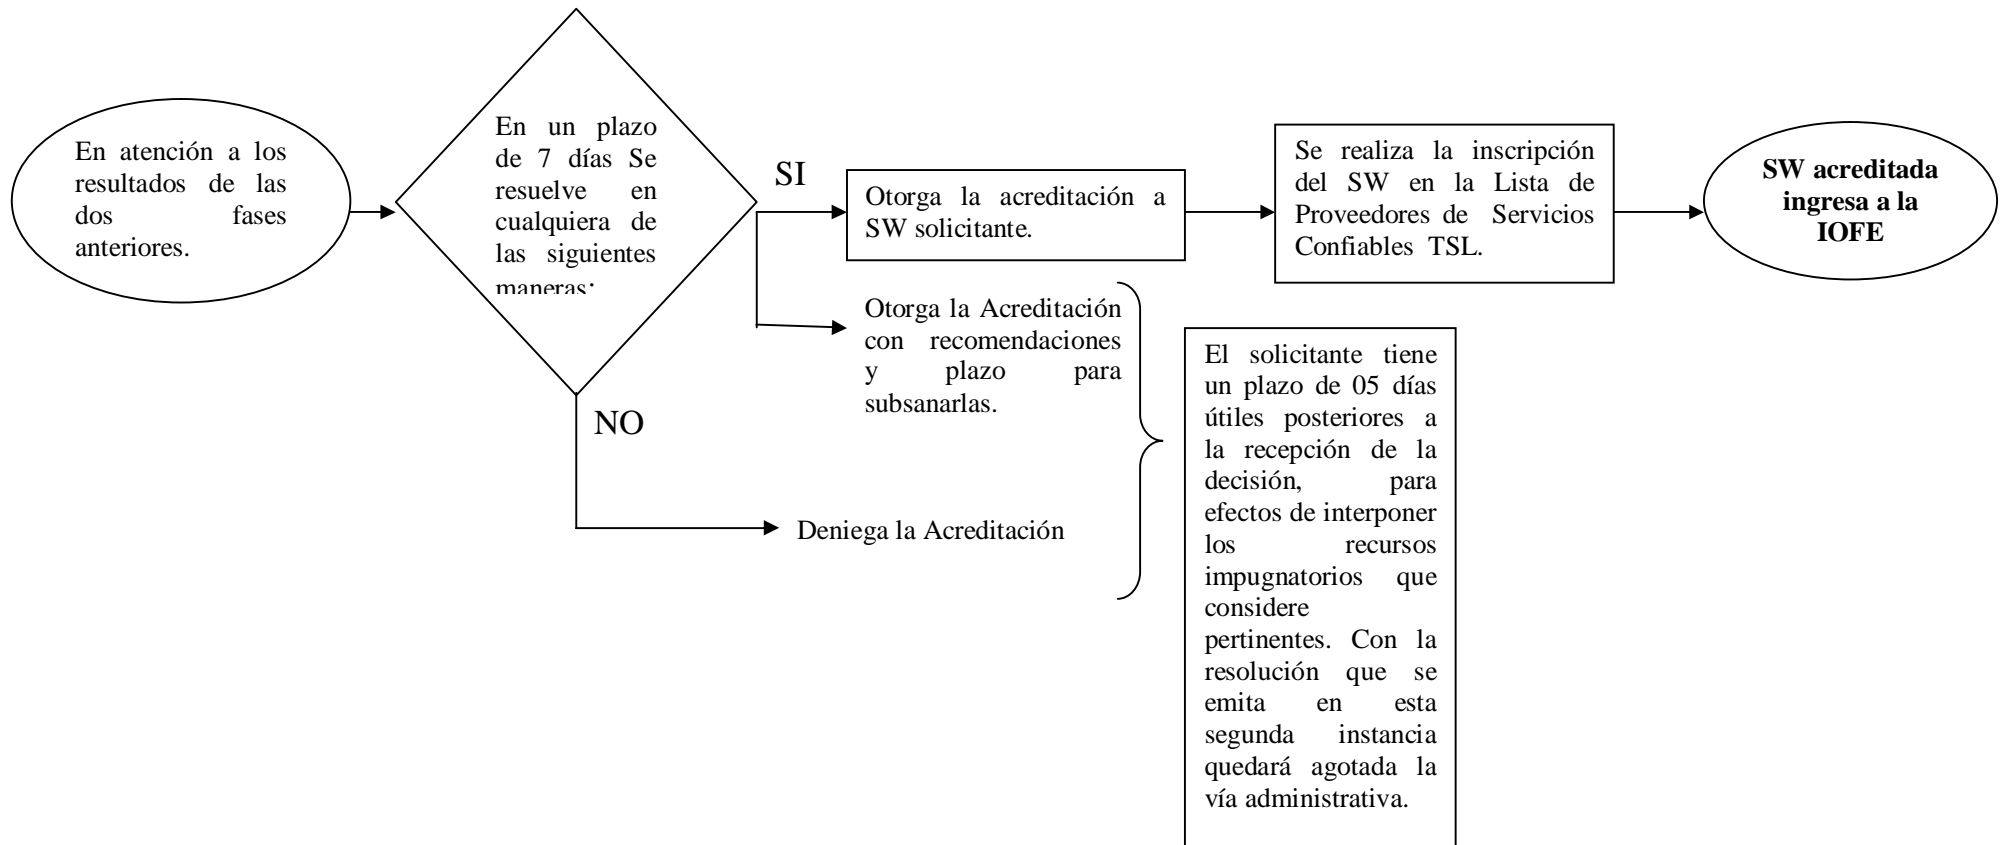 En atención a los
resultados de las
dos fases
anteriores.
En un plazo
de 7 días Se
resuelve en
cualquiera de
las siguientes
maneras:
SI
NO
Otorga la acreditación a
SW solicitante.
Se realiza la inscripción
del SW en la Lista de
Proveedores de Servicios
Confiables TSL.
SW acreditada
ingresa a la
IOFE
Otorga la Acreditación
con recomendaciones
y plazo para
subsanarlas.
Deniega la Acreditación
El solicitante tiene
un plazo de 05 días
útiles posteriores a
la recepción de la
decisión, para
efectos de interponer
los recursos
impugnatorios que
considere
pertinentes. Con la
resolución que se
emita en esta
segunda instancia
quedará agotada la
vía administrativa.